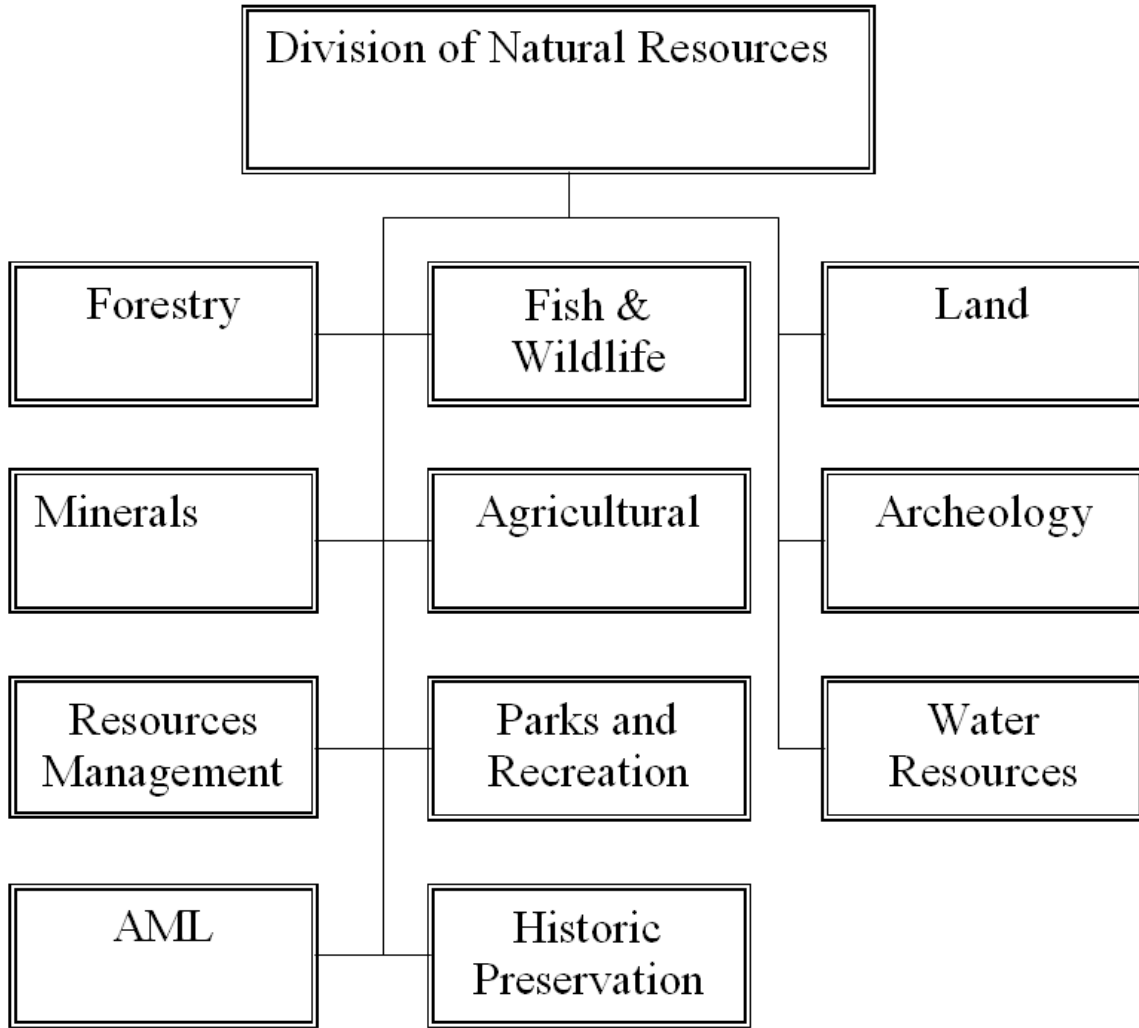 Division of Natural Resources
Forestry
Fish &
Wildlife
Land
Minerals
Agricultural
Archeology
Resources
Management
Parks and
Recreation
Water
Resources
AML
Historic
Preservation